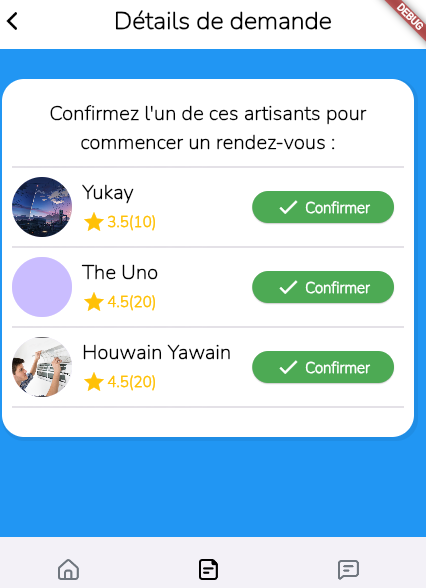 Détails de demande
DEBUG
Confirmez l'un de ces artisants pour
commencer un rendez-vous :
Yukay
3.5(10)
Confirmer
The Uno
4.5(20)
Confirmer
Houwain Yawain
4.5(20)
Confirmer